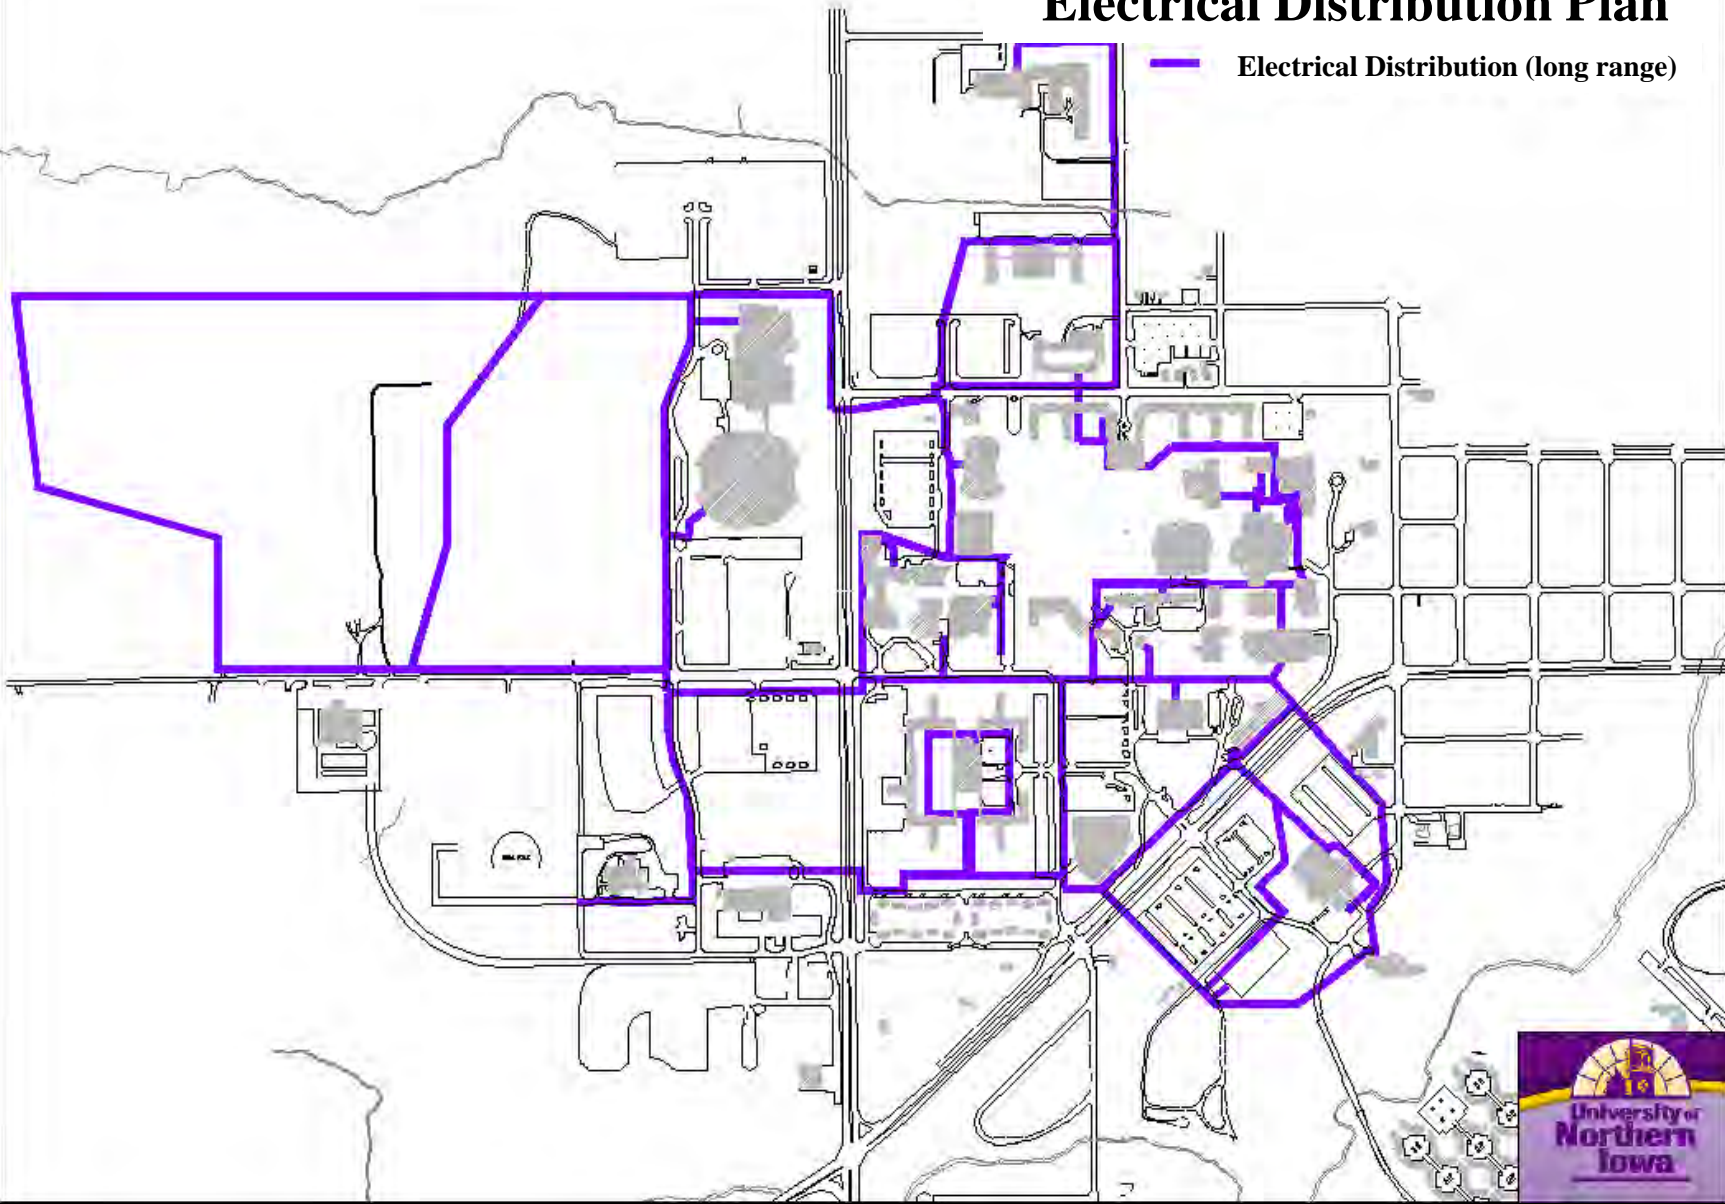 Electrical Distribution Plan
Electrical Distribution (long range)
University of
Northern
Iowa